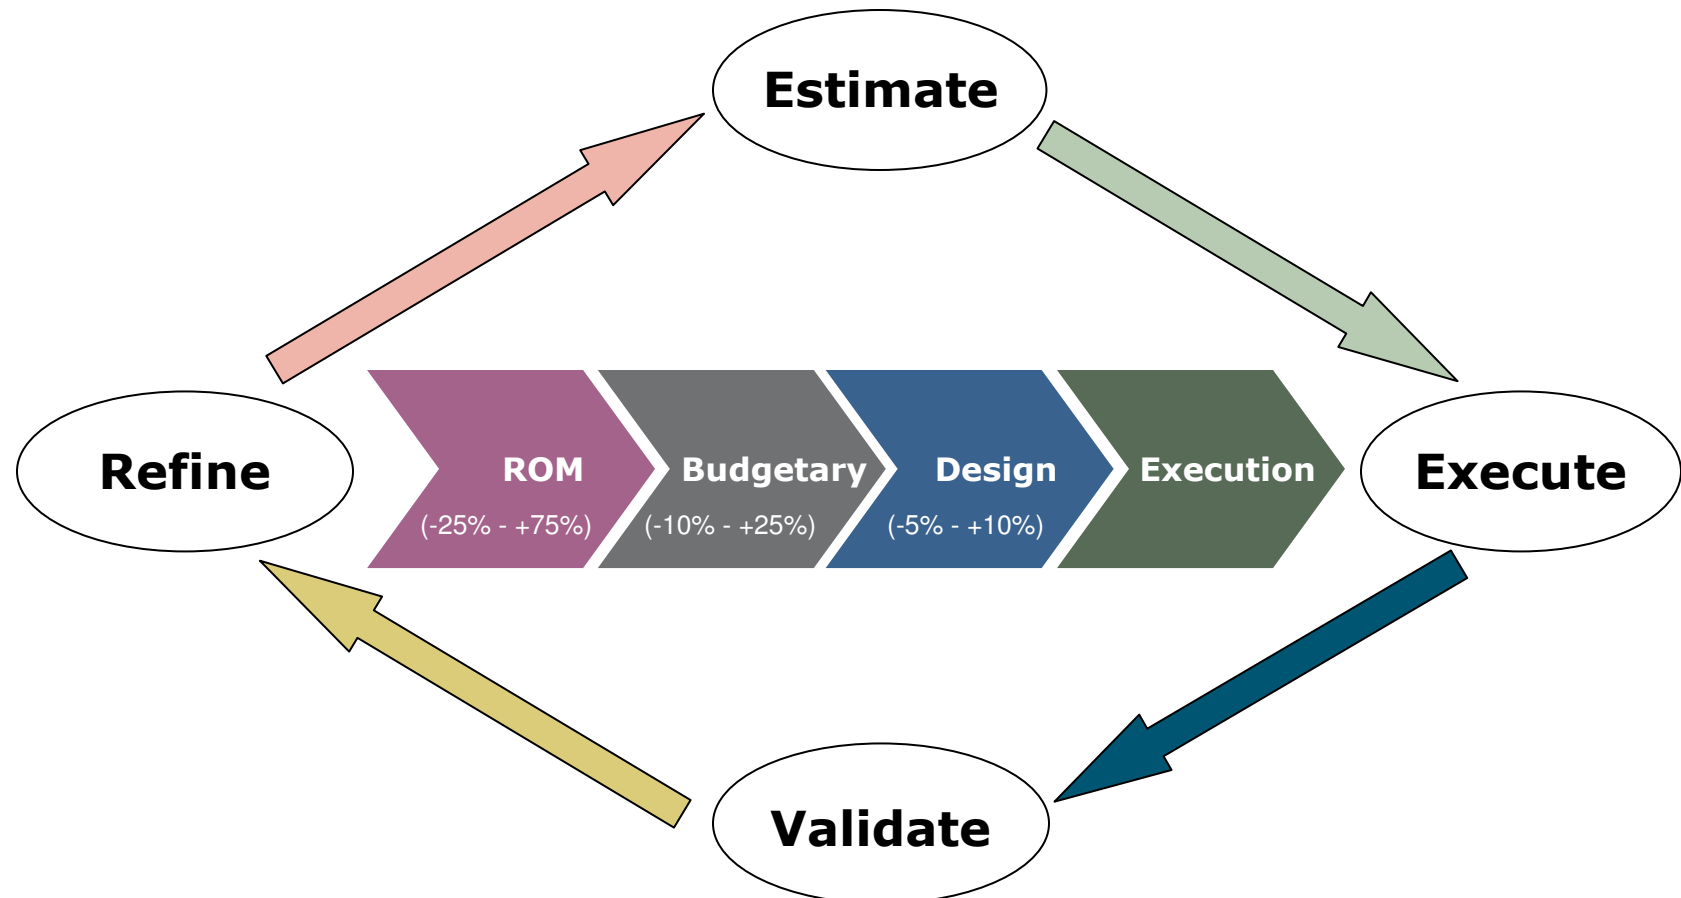 Estimate
Refine
ROM
(-25% - +75%)
Budgetary
(-10% - +25%)
Design
(-5% - +10%)
Execution
Execute
Validate